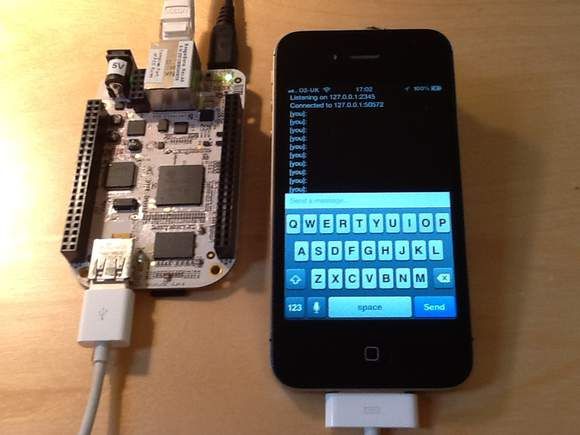 5V
O2-UK 17:02 100%
Listening on 127.0.0.1:2345
Connected to 127.0.0.1:50572
[you]:
[you]:
[you]:
[you]:
[you]:
[you]:
[you]:
[you]:
Send a message...
Q W E R T Y U I O P
A S D F G H J K L
Z X C V B N M
123 space Send